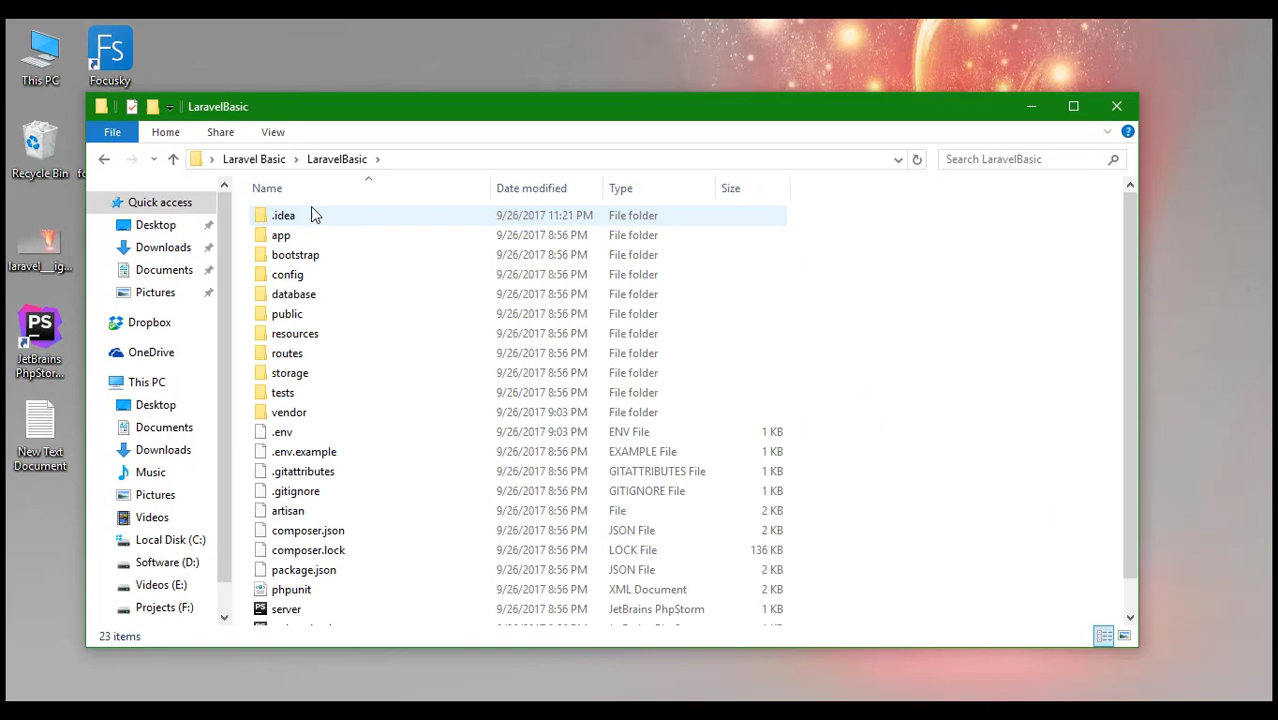 This PC
Fs
Focusky
Recycle Bin
fo
laravel__ig...
PS
JetBrains
PhpStor...
New Text
Document
LaravelBasic
File
Home
Share
View
Laravel Basic
LaravelBasic
Search LaravelBasic
Quick access
Desktop
Downloads
Documents
Pictures
Dropbox
OneDrive
This PC
Desktop
Documents
Downloads
Music
Pictures
Videos
Local Disk (C:)
Software (D:)
Videos (E:)
Projects (F:)
Name Date modified Type Size
.idea 9/26/2017 11:21 PM File folder
app 9/26/2017 8:56 PM File folder
bootstrap 9/26/2017 8:56 PM File folder
config 9/26/2017 8:56 PM File folder
database 9/26/2017 8:56 PM File folder
public 9/26/2017 8:56 PM File folder
resources 9/26/2017 8:56 PM File folder
routes 9/26/2017 8:56 PM File folder
storage 9/26/2017 8:56 PM File folder
tests 9/26/2017 8:56 PM File folder
vendor 9/26/2017 9:03 PM File folder
.env 9/26/2017 9:03 PM ENV File 1 KB
.env.example 9/26/2017 8:56 PM EXAMPLE File 1 KB
.gitattributes 9/26/2017 8:56 PM GITATTRIBUTES File 1 KB
.gitignore 9/26/2017 8:56 PM GITIGNORE File 1 KB
artisan 9/26/2017 8:56 PM File 2 KB
composer.json 9/26/2017 8:56 PM JSON File 2 KB
composer.lock 9/26/2017 8:56 PM LOCK File 136 KB
package.json 9/26/2017 8:56 PM JSON File 2 KB
phpunit 9/26/2017 8:56 PM XML Document 2 KB
PS server 9/26/2017 8:56 PM JetBrains PhpStorm 1 KB
23 items